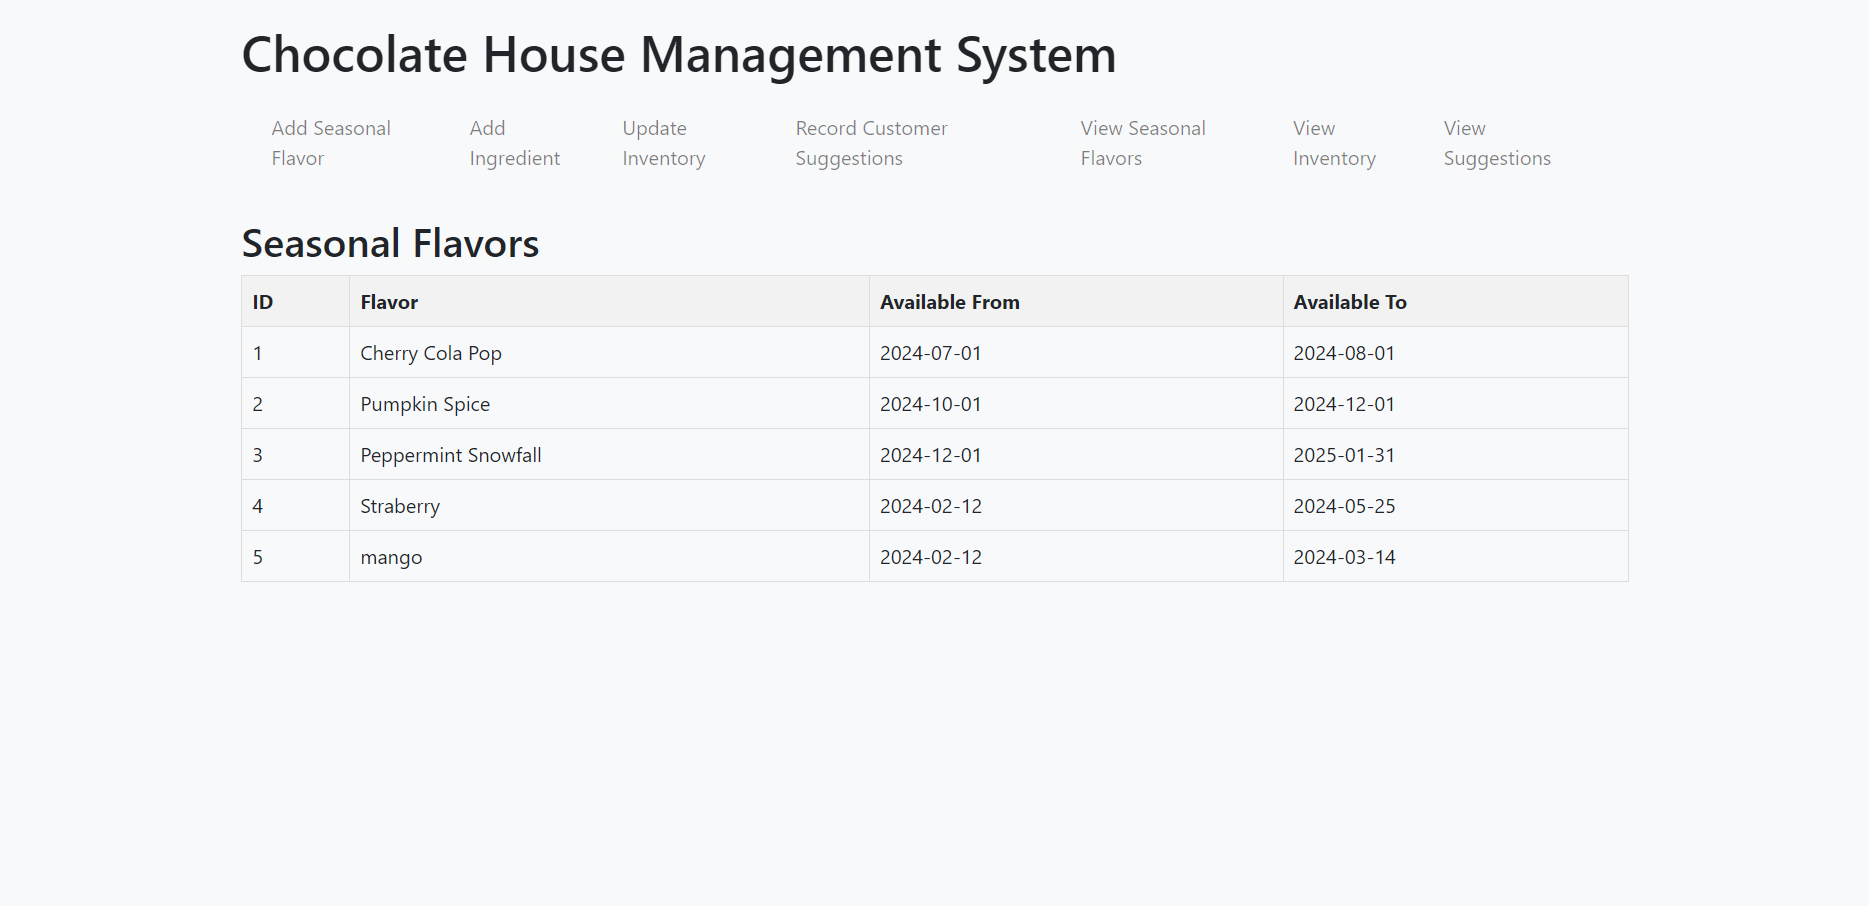 Chocolate House Management System
Add Seasonal Flavor
Add Ingredient
Update Inventory
Record Customer Suggestions
View Seasonal Flavors
View Inventory
View Suggestions
Seasonal Flavors
ID Flavor Available From Available To
1 Cherry Cola Pop 2024-07-01 2024-08-01
2 Pumpkin Spice 2024-10-01 2024-12-01
3 Peppermint Snowfall 2024-12-01 2025-01-31
4 Straberry 2024-02-12 2024-05-25
5 mango 2024-02-12 2024-03-14